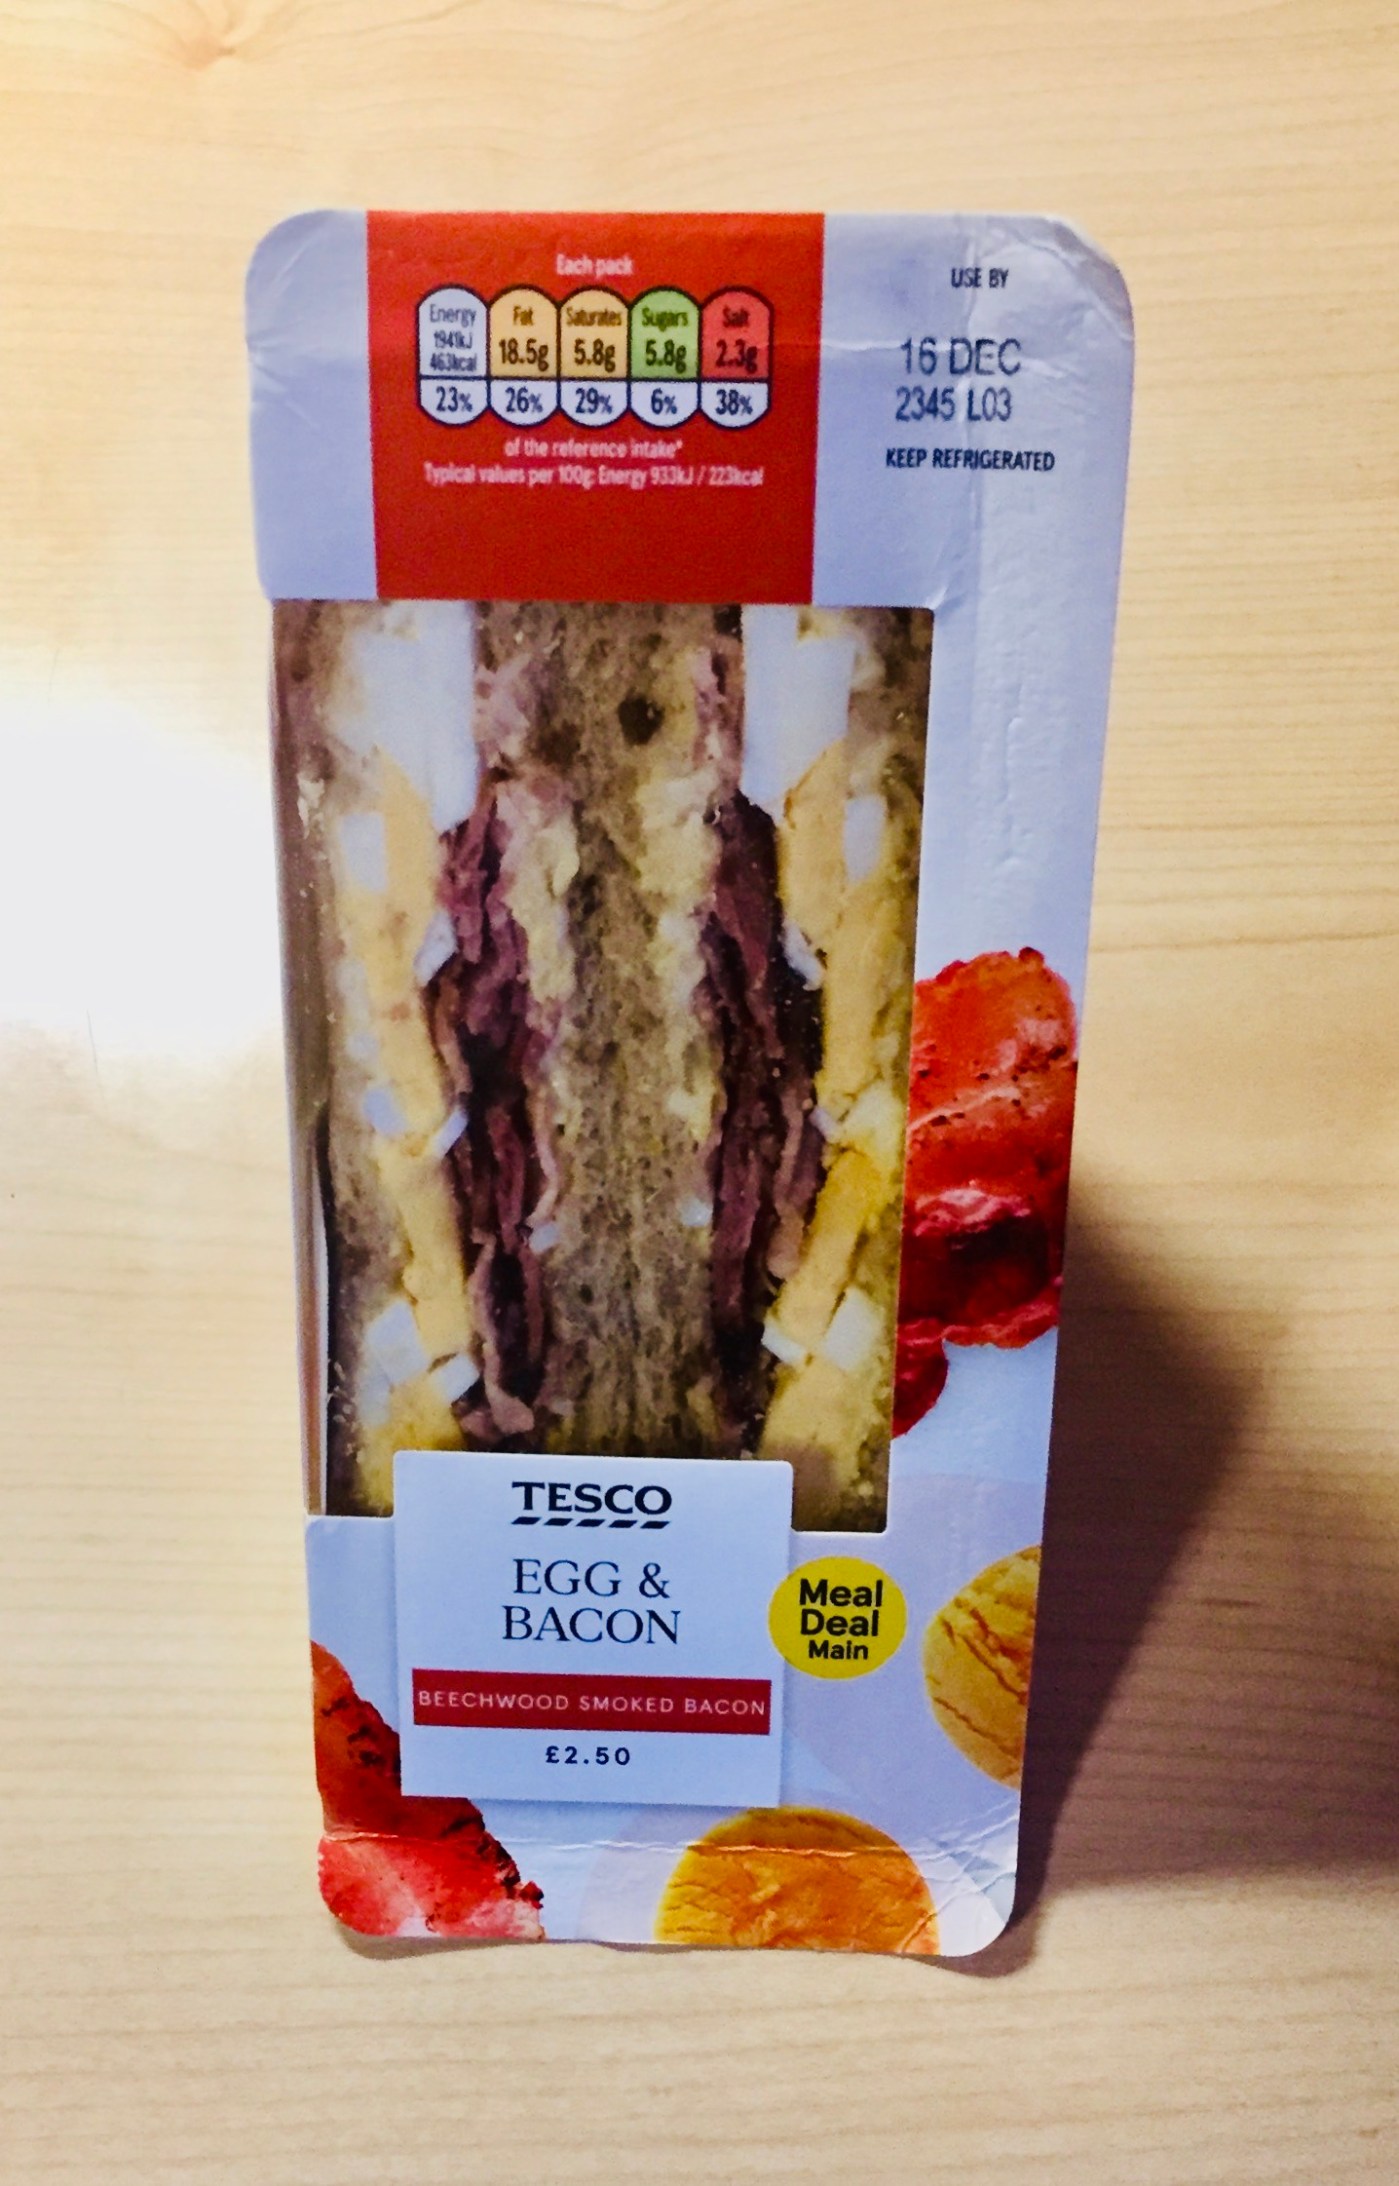 Each pack
Energy
1941kJ
463kcal
23%
Fat
18.5g
26%
Saturates
5.8g
29%
Sugars
5.8g
6%
Salt
2.3g
38%
of the reference intake*
Typical values per 100g: Energy 933kJ / 223kcal
USE BY
16 DEC
2345 L03
KEEP REFRIGERATED
TESCO
EGG &
BACON
BEECHWOOD SMOKED BACON
£2.50
Meal
Deal
Main